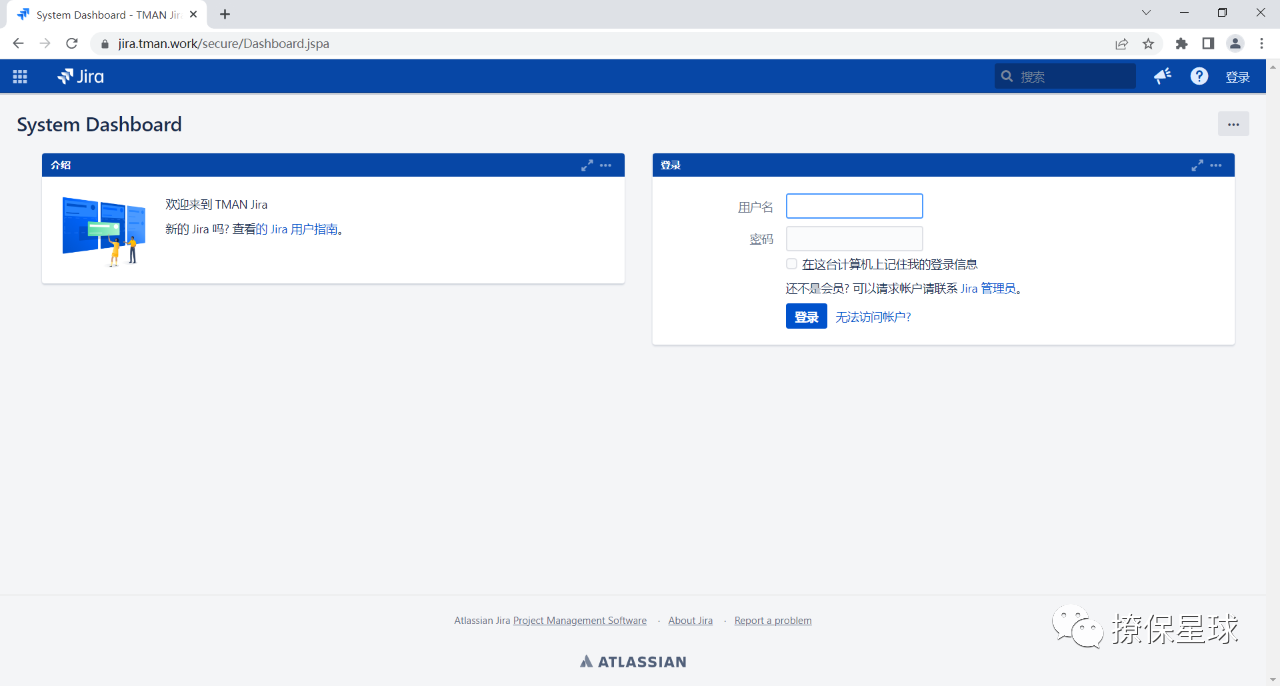 System Dashboard - TMAN Jir
jira.tman.work/secure/Dashboard.jspa
Jira
搜索
登录
System Dashboard
介绍
欢迎来到 TMAN Jira
新的 Jira 吗? 查看的 Jira 用户指南。
登录
用户名
密码
在这台计算机上记住我的登录信息
还不是会员? 可以请求帐户请联系 Jira 管理员。
登录 无法访问帐户?
Atlassian Jira Project Management Software · About Jira · Report a problem
撩保星球
ATLASSIAN